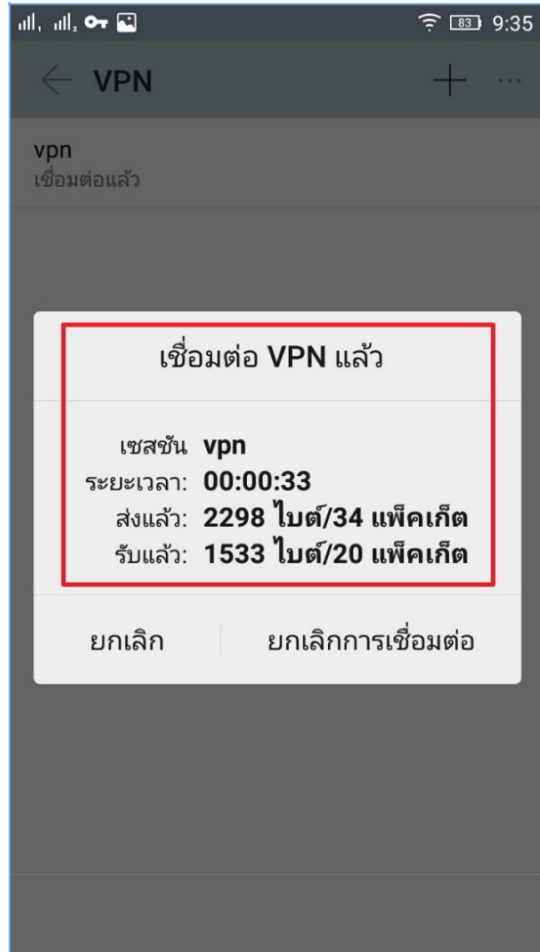 83 9:35
VPN
vpn
เชื่อมต่อแล้ว
เชื่อมต่อ VPN แล้ว
เซสชัน vpn
ระยะเวลา: 00:00:33
ส่งแล้ว: 2298 ไบต์/34 แพ็คเก็ต
รับแล้ว: 1533 ไบต์/20 แพ็คเก็ต
ยกเลิก ยกเลิกการเชื่อมต่อ